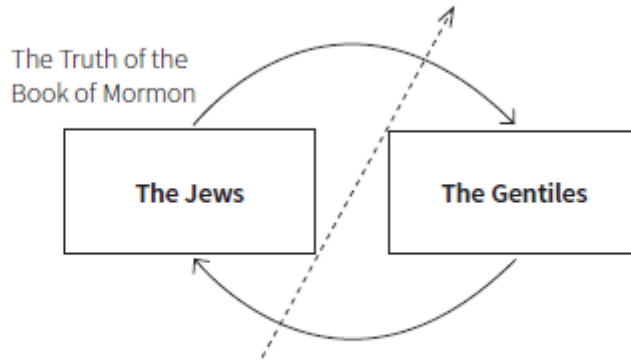 The Truth of the
Book of Mormon
The Jews
The Gentiles